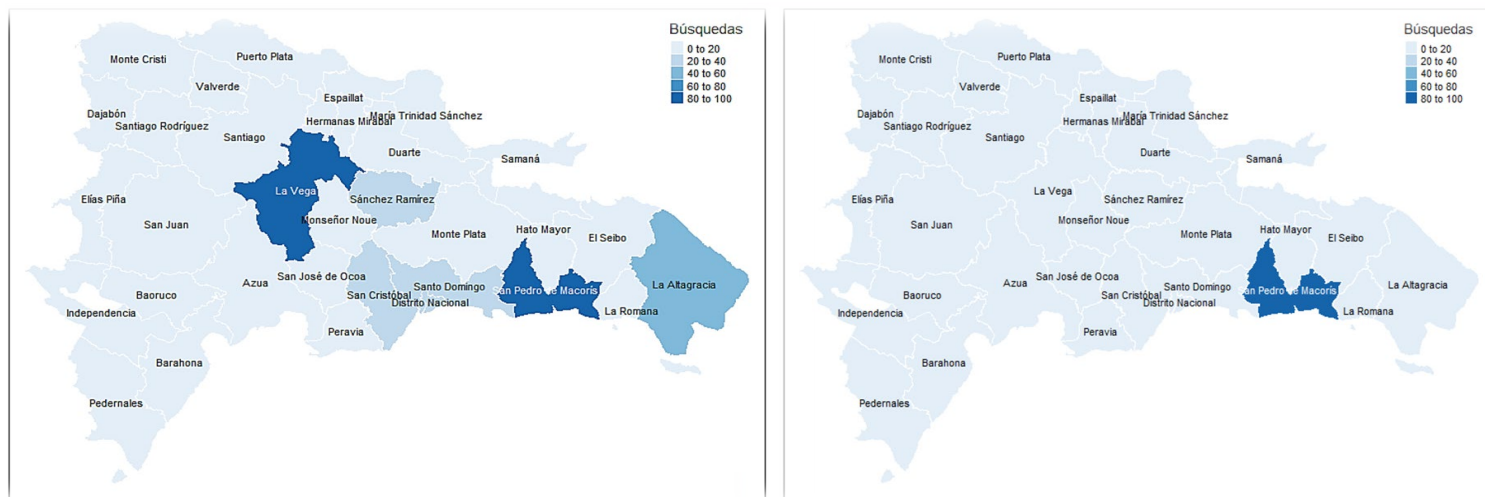 Búsquedas
0 to 20
20 to 40
40 to 60
60 to 80
80 to 100
Puerto Plata
Monte Cristi
Valverde
Espaillat
Dajabón
María Trinidad Sánchez
Hermanas Mirabal
Santiago Rodríguez
Santiago
Duarte
Samaná
La Vega
Elías Piña
Sánchez Ramírez
San Juan
Monseñor Noue
Hato Mayor
Monte Plata
El Seibo
San José de Ocoa
Azua
La Altagracia
Santo Domingo
San Pedro de Macorís
Baoruco
San Cristóbal
Distrito Nacional
La Romana
Independencia
Peravia
Barahona
Pedernales
Búsquedas
0 to 20
20 to 40
40 to 60
60 to 80
80 to 100
Puerto Plata
Monte Cristi
Valverde
Espaillat
Dajabón
María Trinidad Sánchez
Hermanas Mirabal
Santiago Rodríguez
Santiago
Duarte
Samaná
La Vega
Elías Piña
Sánchez Ramírez
San Juan
Monseñor Noue
Hato Mayor
Monte Plata
El Seibo
San José de Ocoa
Azua
La Altagracia
Santo Domingo
San Pedro de Macorís
Baoruco
San Cristóbal
Distrito Nacional
La Romana
Independencia
Peravia
Barahona
Pedernales